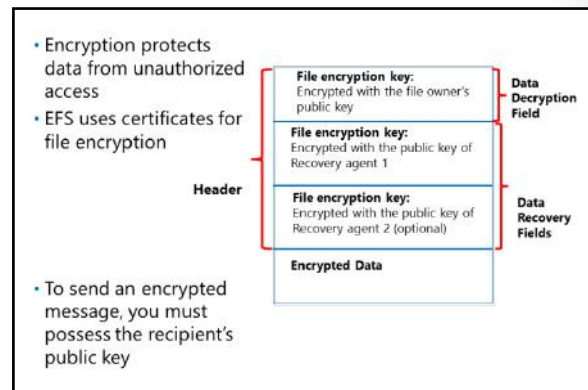 • Encryption protects
data from unauthorized
access
• EFS uses certificates for
file encryption
Header
File encryption key:
Encrypted with the file owner's
public key
File encryption key:
Encrypted with the public key of
Recovery agent 1
File encryption key:
Encrypted with the public key of
Recovery agent 2 (optional)
Encrypted Data
Data
Decryption
Field
Data
Recovery
Fields
• To send an encrypted
message, you must
possess the recipient's
public key